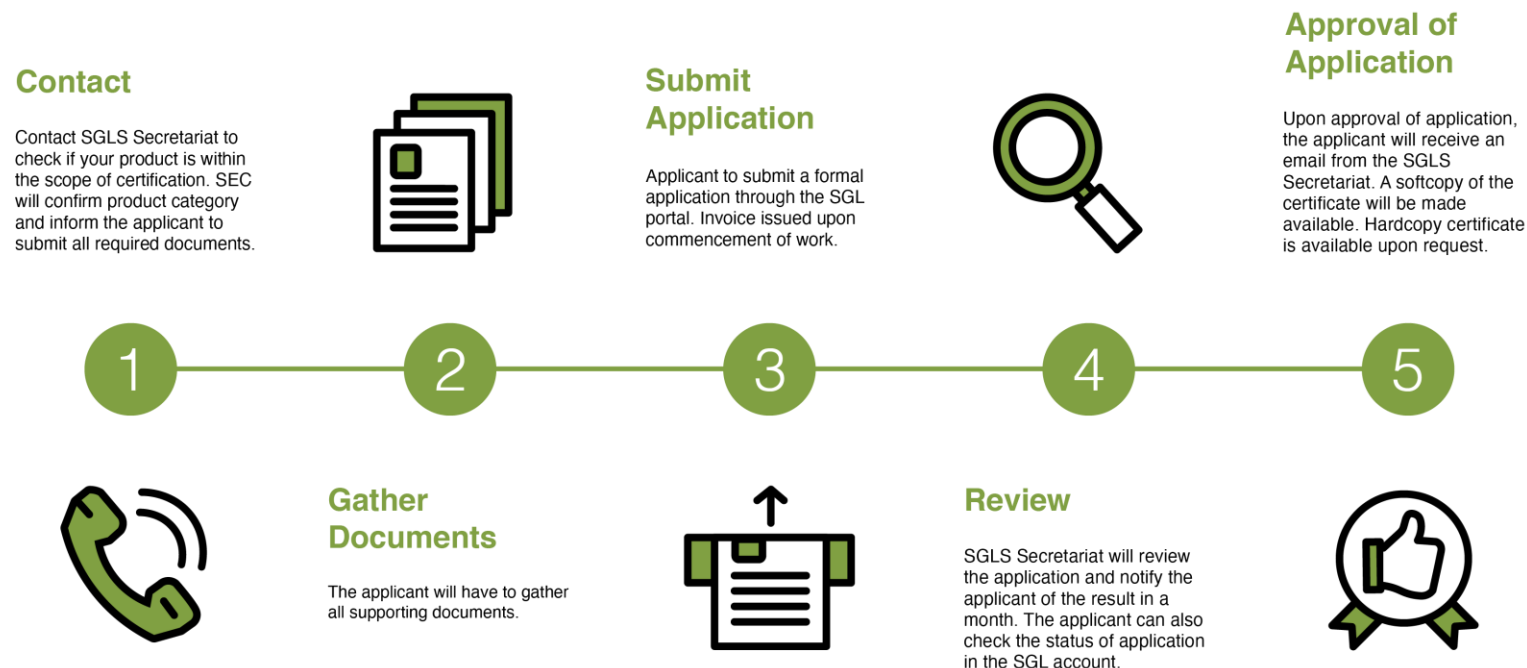 Contact
Contact SGLS Secretariat to
check if your product is within
the scope of certification. SEC
will confirm product category
and inform the applicant to
submit all required documents.
1
2
Gather
Documents
The applicant will have to gather
all supporting documents.
Submit
Application
Applicant to submit a formal
application through the SGL
portal. Invoice issued upon
commencement of work.
3
4
Review
SGLS Secretariat will review
the application and notify the
applicant of the result in a
month. The applicant can also
check the status of application
in the SGL account.
Approval of
Application
Upon approval of application,
the applicant will receive an
email from the SGLS
Secretariat. A softcopy of the
certificate will be made
available. Hardcopy certificate
is available upon request.
5